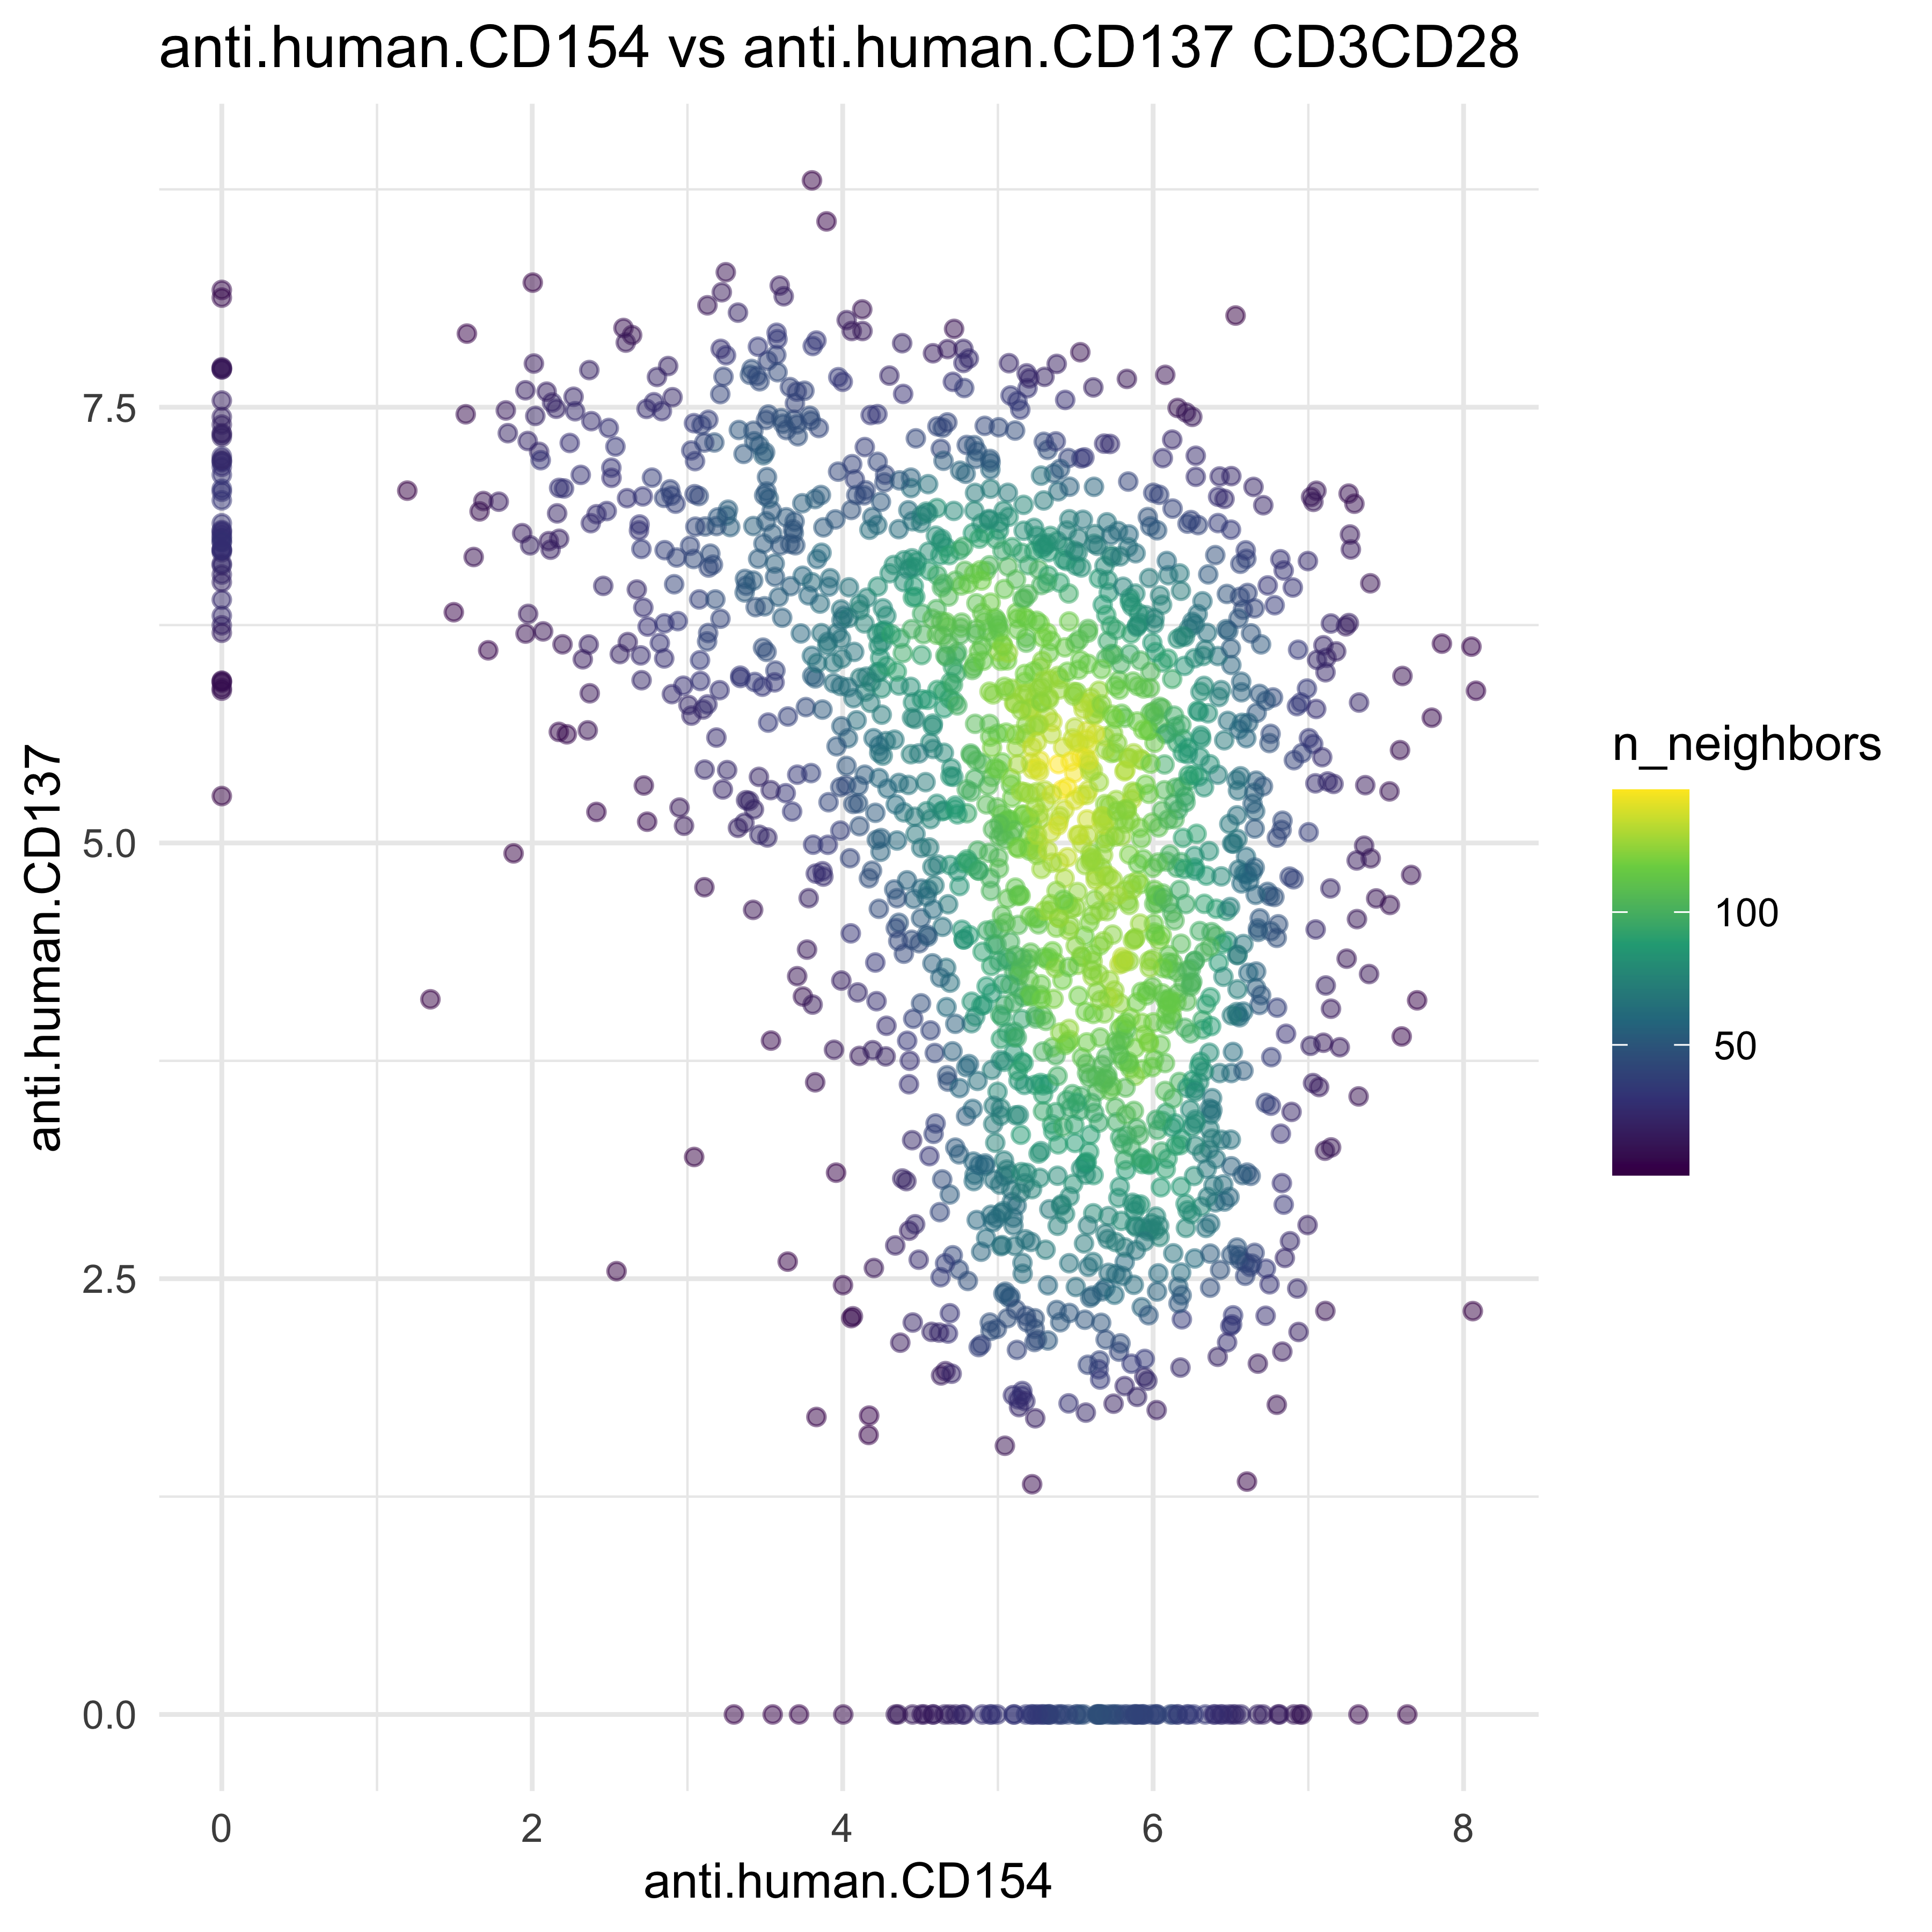 anti.human.CD154 vs anti.human.CD137 CD3CD28
anti.human.CD137
7.5
5.0
2.5
0.0
0 2 4 6 8
anti.human.CD154
n_neighbors
100
50